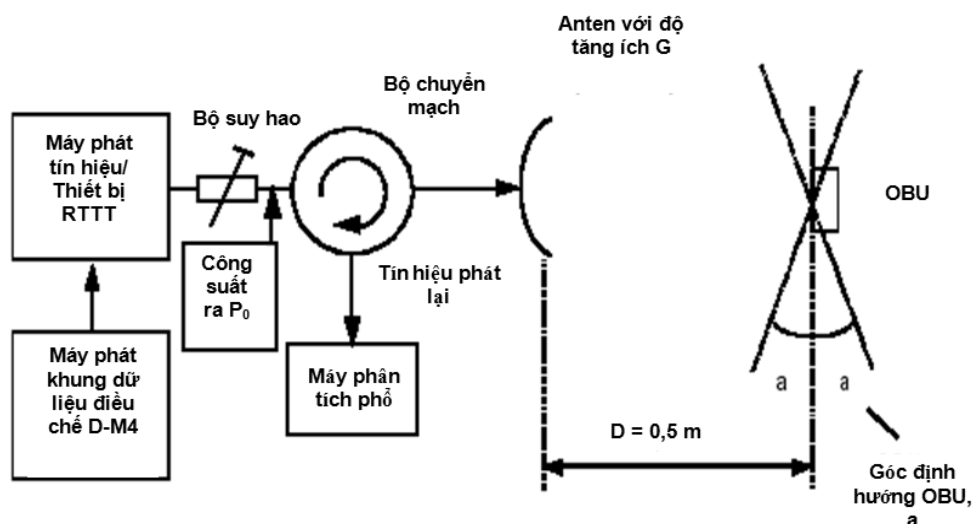 Anten với độ
tăng ích G
Bộ chuyển
mạch
Bộ suy hao
Máy phát
tín hiệu/
Thiết bị
RTTT
OBU
Công
suất
ra P₀
Tín hiệu phát
lại
Máy phát
khung dữ
liệu điều
chế D-M4
Máy phân
tích phổ
a
a
D = 0,5 m
Góc định
hướng OBU,
a